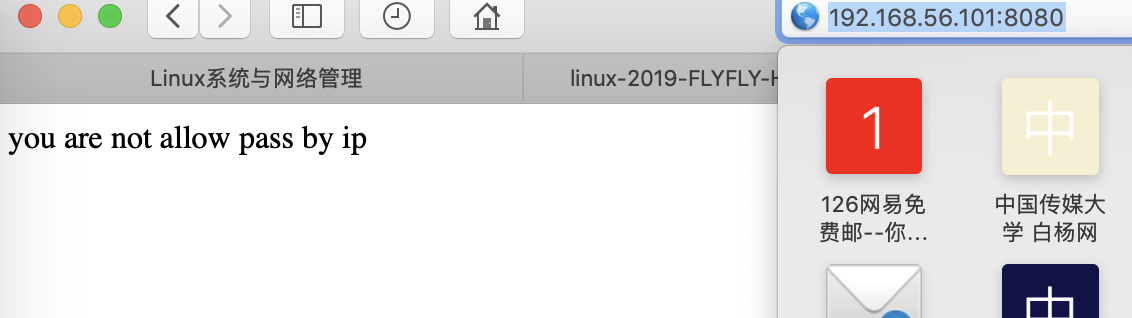 192.168.56.101:8080
Linux系统与网络管理
linux-2019-FLYFLY-H
you are not allow pass by ip
1
中
126网易免
费邮--你...
中国传媒大
学 白杨网
中